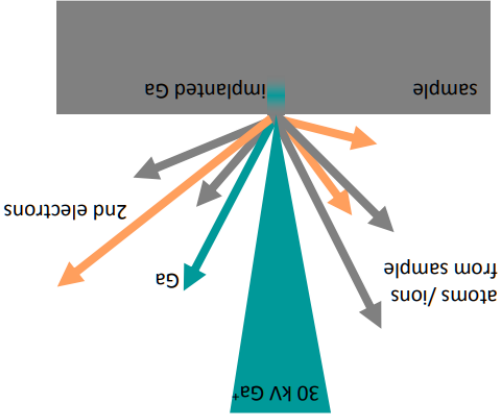 30 kV Ga⁺
atoms/ions
from sample
Ga
2nd electrons
sample
implanted Ga